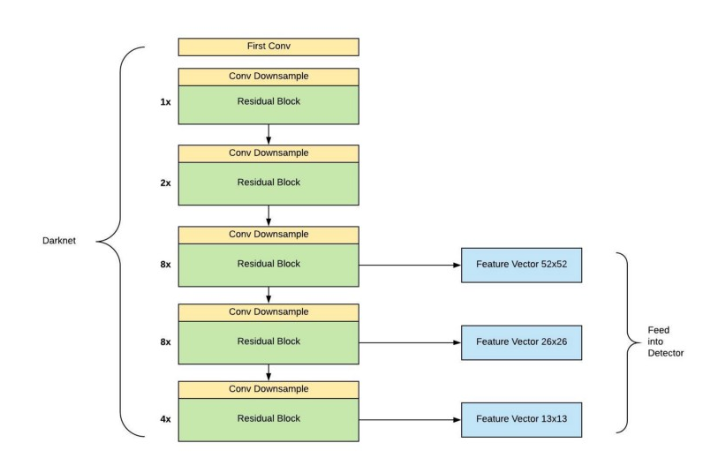 First Conv
Conv Downsample
1x
Residual Block
Conv Downsample
2x
Residual Block
Darknet
Conv Downsample
8x
Residual Block
Feature Vector 52x52
Conv Downsample
8x
Residual Block
Feature Vector 26x26
Feed
into
Detector
Conv Downsample
4x
Residual Block
Feature Vector 13x13